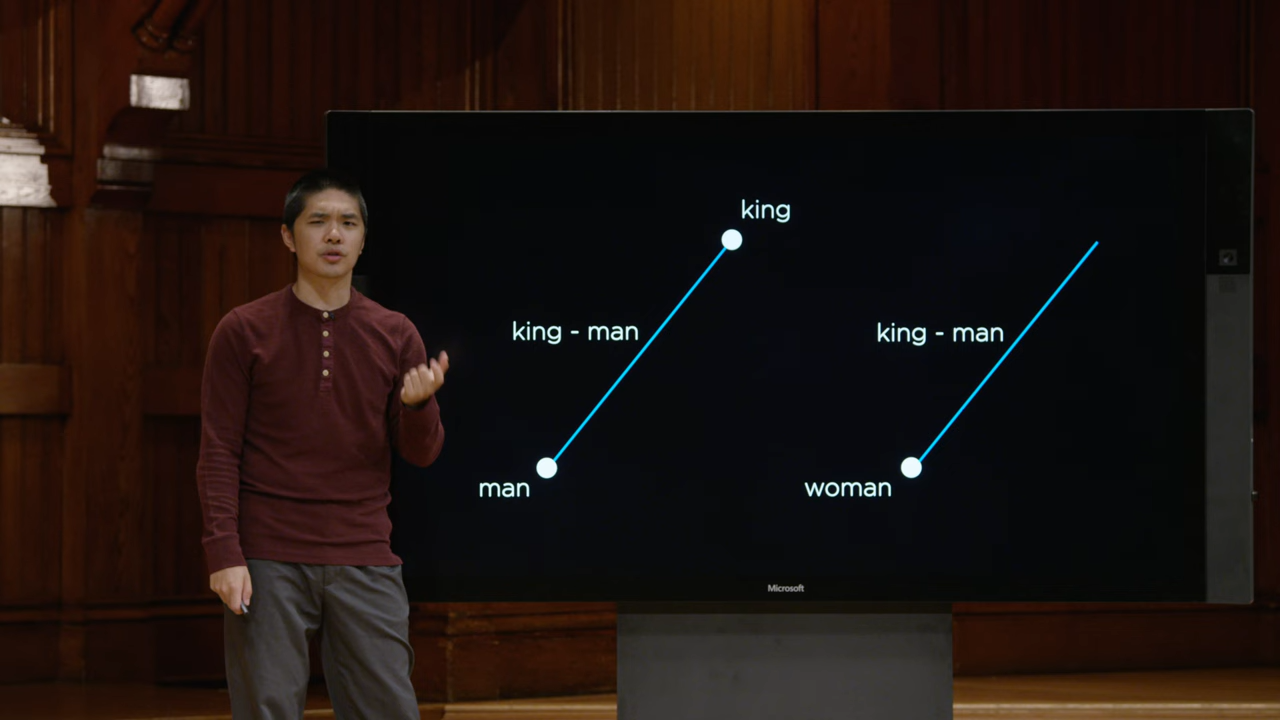 king
king - man
king - man
man
woman
Microsoft